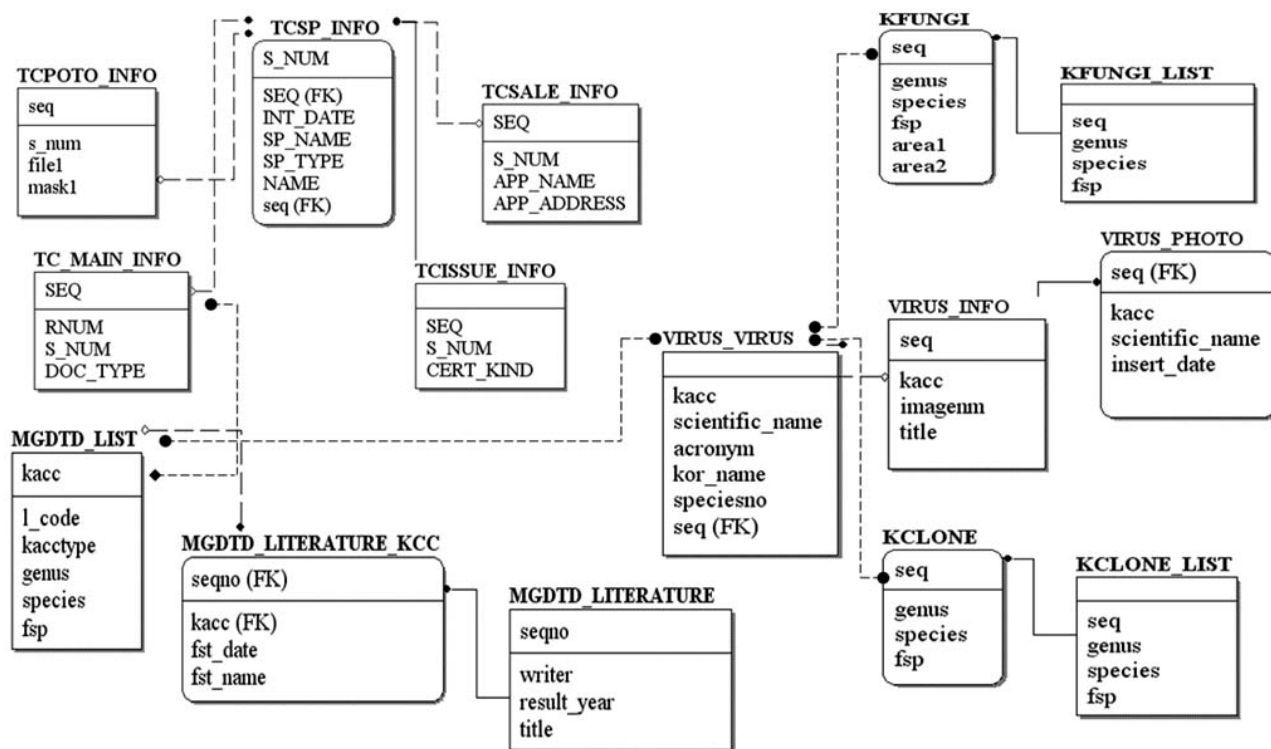 TCPOTO_INFO
seq
s_num
file1
mask1
TCSP_INFO
S_NUM
SEQ (FK)
INT_DATE
SP_NAME
SP_TYPE
NAME
seq (FK)
TCSALE_INFO
SEQ
S_NUM
APP_NAME
APP_ADDRESS
KFUNGI
seq
genus
species
fsp
area1
area2
KFUNGI_LIST
seq
genus
species
fsp
TC_MAIN_INFO
SEQ
RNUM
S_NUM
DOC_TYPE
TCISSUE_INFO
SEQ
S_NUM
CERT_KIND
VIRUS_VIRUS
kacc
scientific_name
acronym
kor_name
speciesno
seq (FK)
VIRUS_INFO
seq
kacc
imagenm
title
VIRUS_PHOTO
seq (FK)
kacc
scientific_name
insert_date
MGDTD_LIST
kacc
l_code
kacctype
genus
species
fsp
MGDTD_LITERATURE_KCC
seqno (FK)
kacc (FK)
fst_date
fst_name
MGDTD_LITERATURE
seqno
writer
result_year
title
KCLONE
seq
genus
species
fsp
KCLONE_LIST
seq
genus
species
fsp